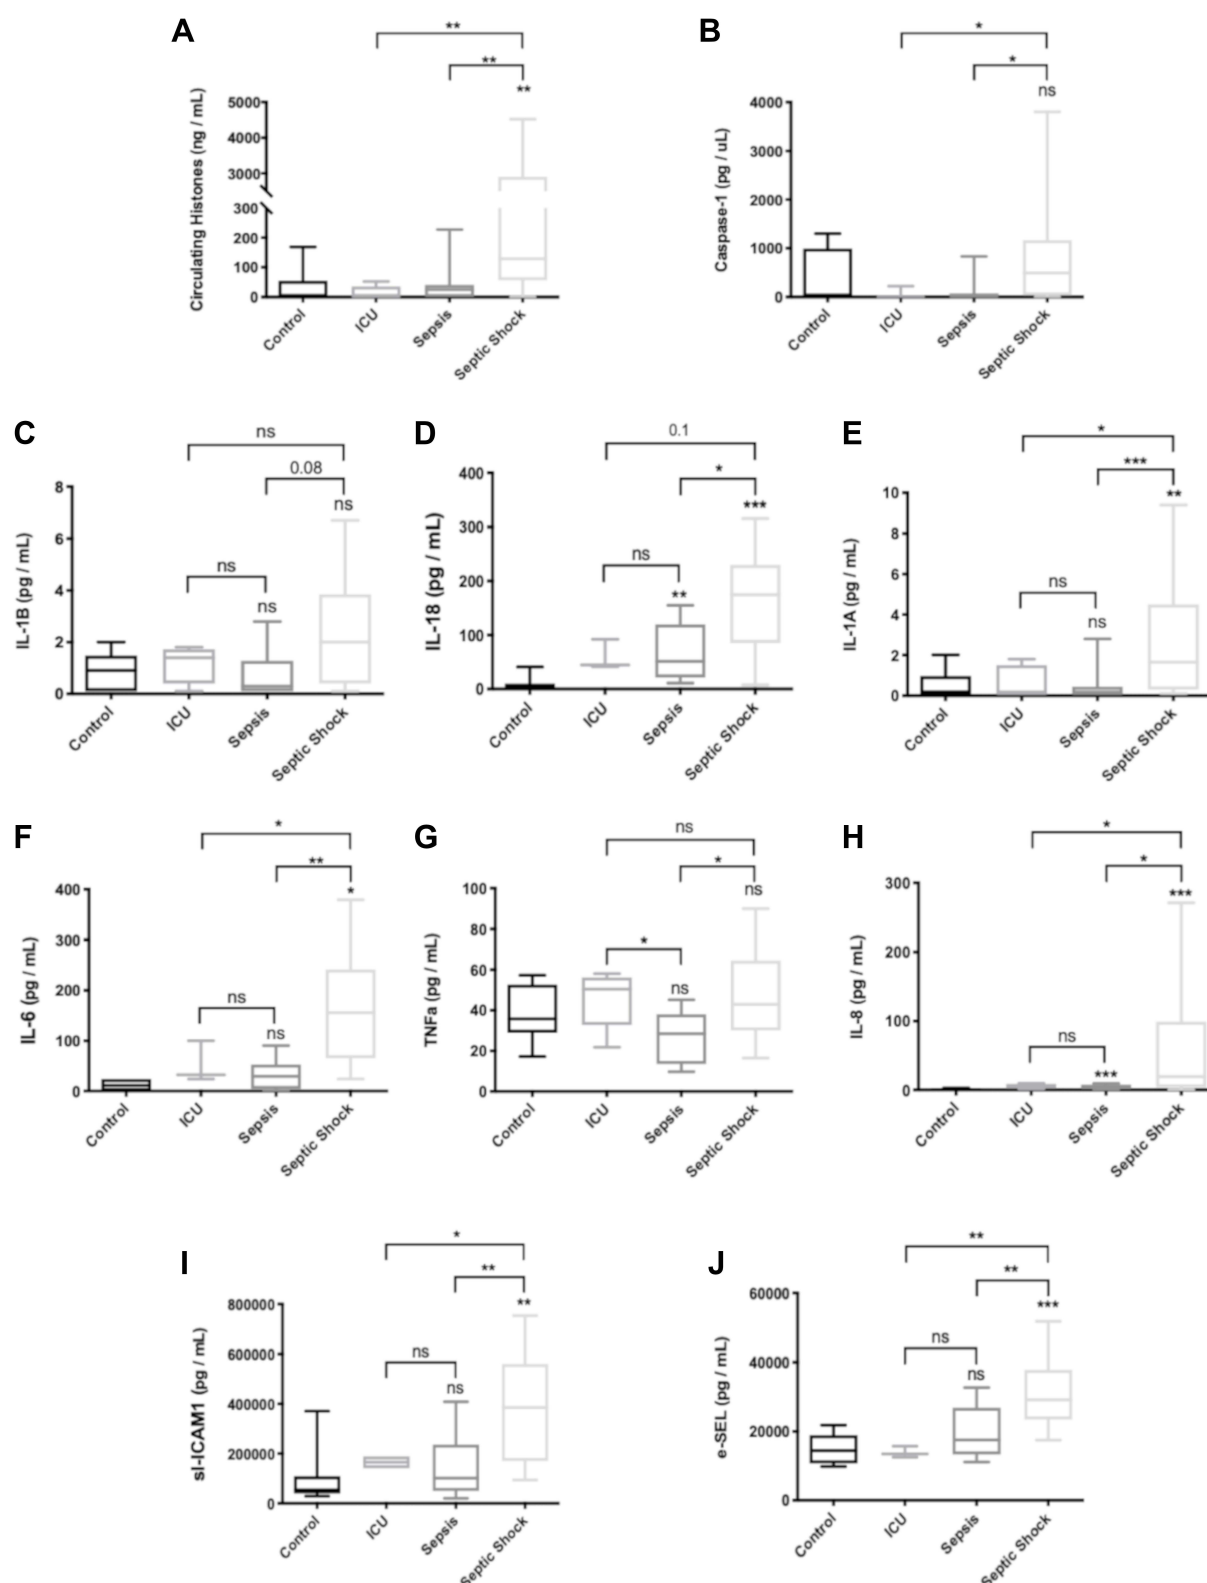 A
B
**
**
**
Circulating Histones (ng / mL)
5000
4000
3000
300
200
100
0
Control
ICU
Sepsis
Septic Shock
*
*
ns
Caspase-1 (pg / uL)
4000
3000
2000
1000
0
Control
ICU
Sepsis
Septic Shock
C
D
E
ns
0.08
ns
ns
ns
IL-1B (pg / mL)
8
6
4
2
0
Control
ICU
Sepsis
Septic Shock
0.1
*
***
ns
**
IL-18 (pg / mL)
400
300
200
100
0
Control
ICU
Sepsis
Septic Shock
*
***
**
ns
ns
IL-1A (pg / mL)
10
8
6
4
2
0
Control
ICU
Sepsis
Septic Shock
F
G
H
*
**
*
ns
ns
IL-6 (pg / mL)
400
300
200
100
0
Control
ICU
Sepsis
Septic Shock
ns
*
ns
*
ns
TNFa (pg / mL)
100
80
60
40
20
0
Control
ICU
Sepsis
Septic Shock
*
*
***
ns
***
IL-8 (pg / mL)
300
200
100
0
Control
ICU
Sepsis
Septic Shock
I
J
*
**
**
ns
ns
sI-ICAM1 (pg / mL)
800000
600000
400000
200000
0
Control
ICU
Sepsis
Septic Shock
**
**
***
ns
ns
e-SEL (pg / mL)
60000
40000
20000
0
Control
ICU
Sepsis
Septic Shock